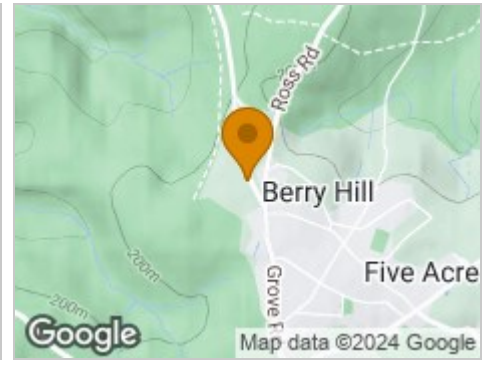 Ross Rd
Berry Hill
Five Acre
Grove R
200m
200m
Google
Map data ©2024 Google